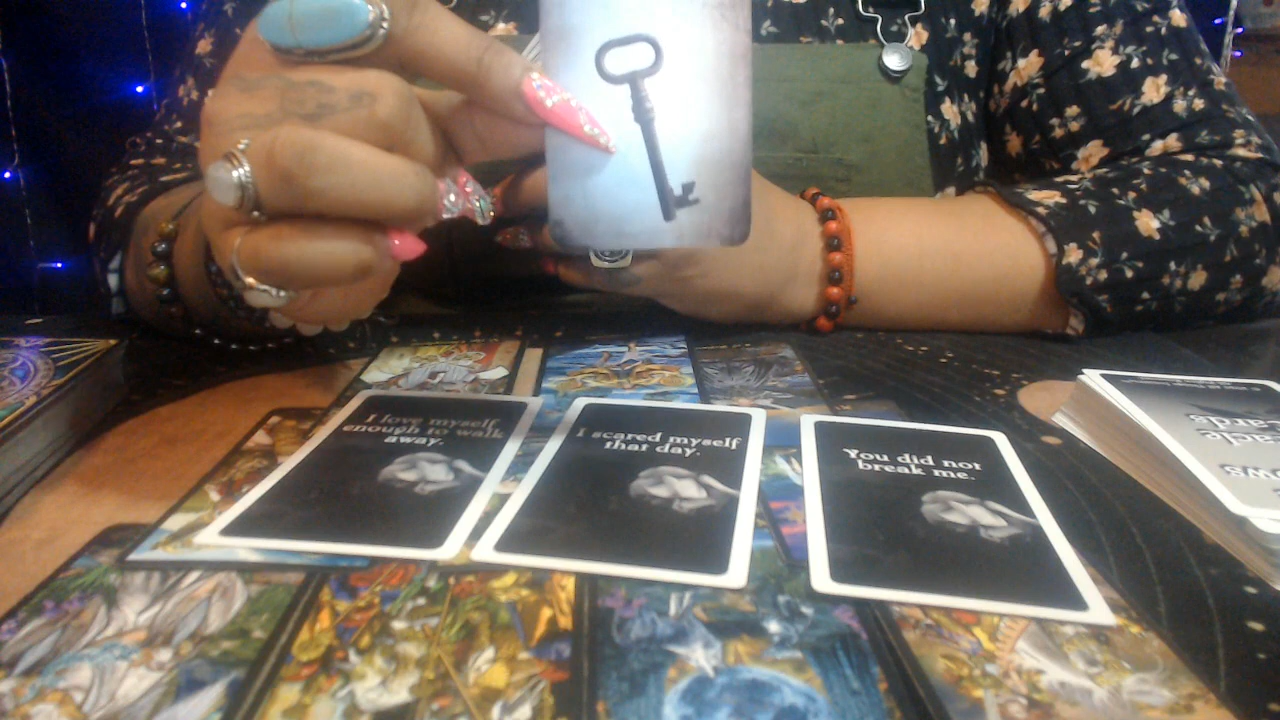 I love myself
enough to walk
away.
I scared myself
that day.
You did not
break me.